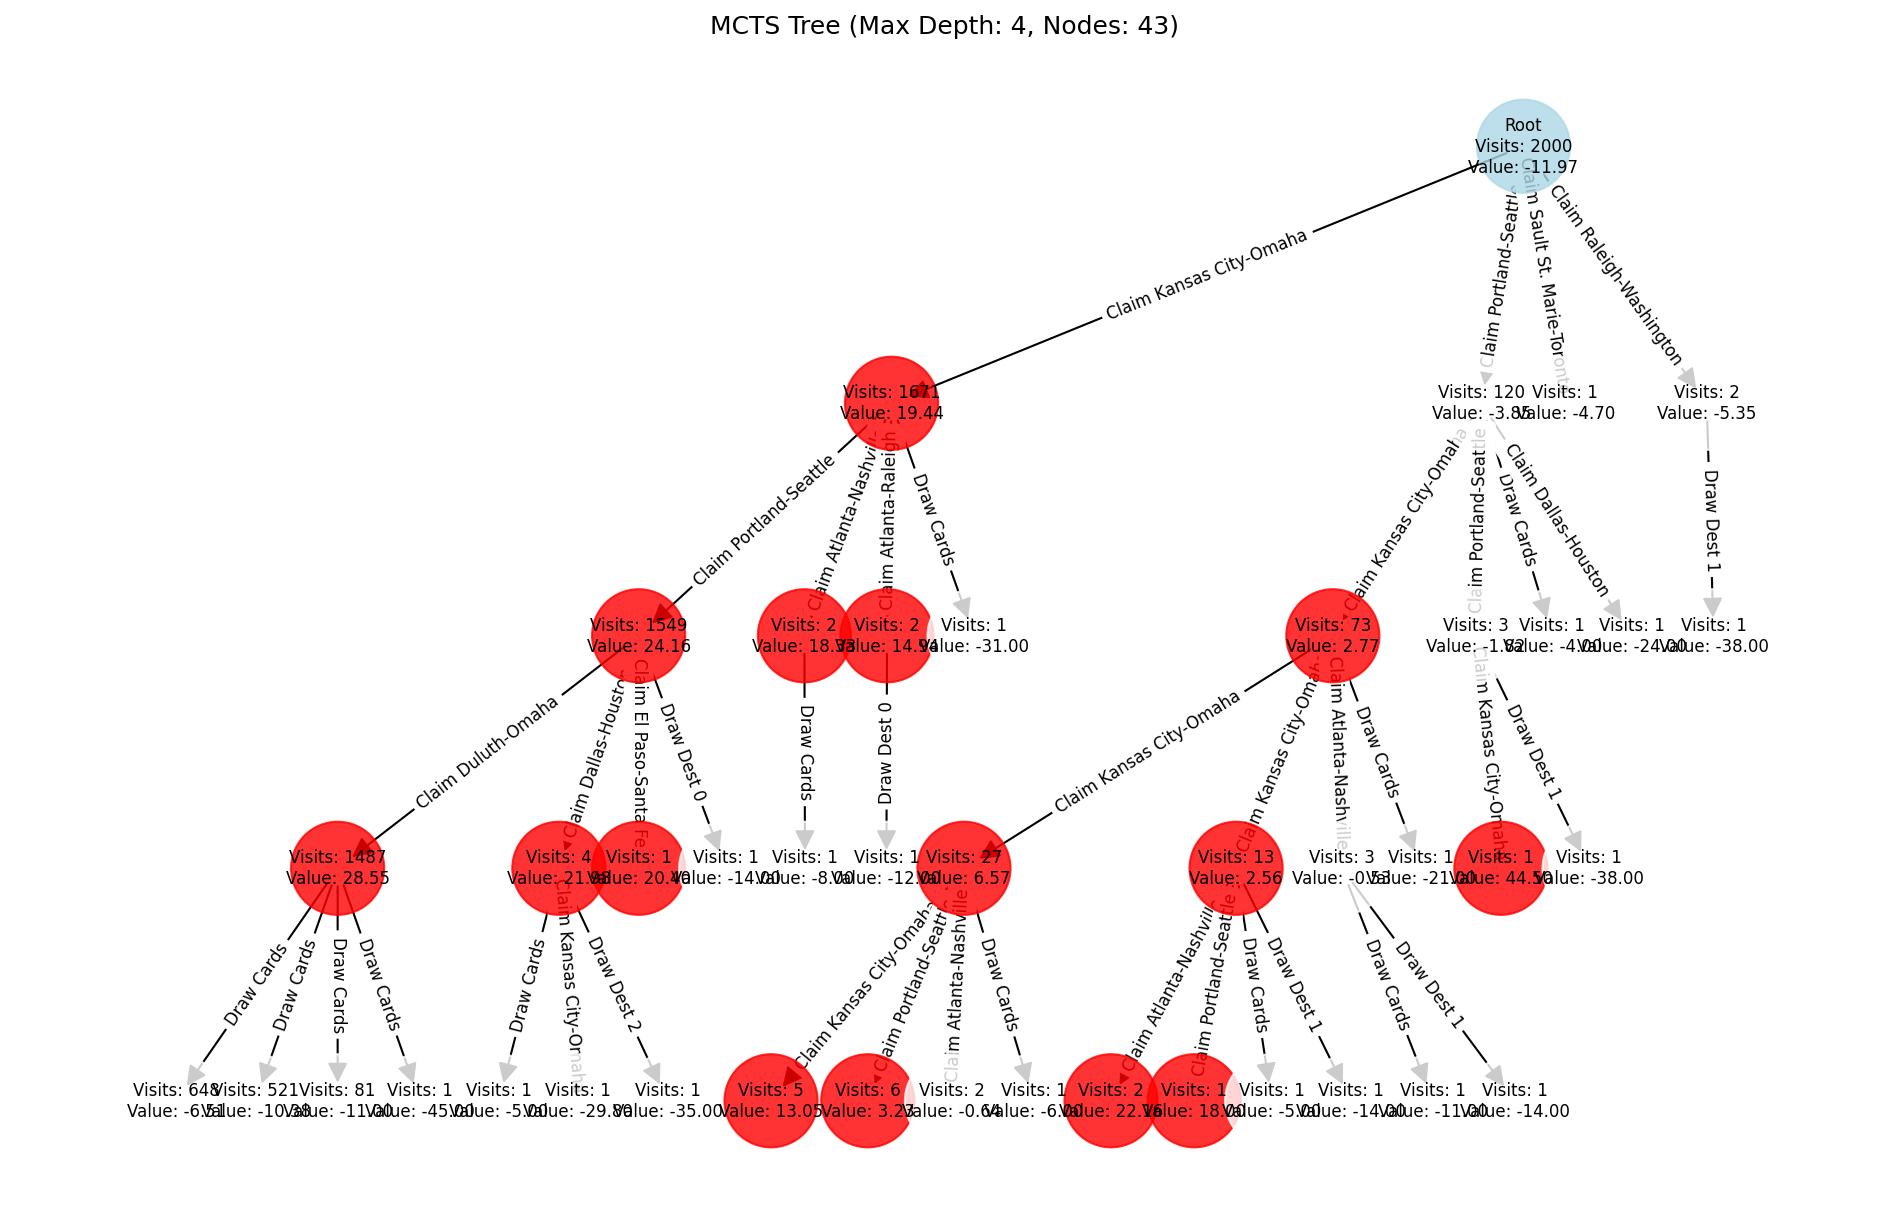 MCTS Tree (Max Depth: 4, Nodes: 43)
Root
Visits: 2000
Value: -11.97
Claim Kansas City-Omaha
Claim Portland-Seattle
Claim Sault St. Marie-Toronto
Claim Raleigh-Washington
Visits: 1671
Value: 19.44
Visits: 120
Value: -3.85
Visits: 1
Value: -4.70
Visits: 2
Value: -5.35
Claim Portland-Seattle
Claim Atlanta-Nashville
Claim Atlanta-Raleigh
Draw Cards
Claim Kansas City-Omaha
Claim Portland-Seattle
Draw Cards
Claim Dallas-Houston
Draw Dest 1
Visits: 1549
Value: 24.16
Visits: 2
Value: 18.33
Visits: 2
Value: 14.94
Visits: 1
Value: -31.00
Visits: 73
Value: 2.77
Visits: 3
Value: -1.82
Visits: 1
Value: -4.00
Visits: 1
Value: -24.00
Visits: 1
Value: -38.00
Claim Duluth-Omaha
Claim Dallas-Houston
Claim El Paso-Santa Fe
Draw Dest 0
Draw Cards
Draw Dest 0
Claim Kansas City-Omaha
Claim Kansas City-Omaha
Claim Atlanta-Nashville
Draw Cards
Claim Kansas City-Omaha
Draw Dest 1
Visits: 1487
Value: 28.55
Visits: 4
Value: 21.98
Visits: 1
Value: 20.40
Visits: 1
Value: -14.00
Visits: 1
Value: -8.00
Visits: 1
Value: -12.00
Visits: 27
Value: 6.57
Visits: 13
Value: 2.56
Visits: 3
Value: -0.53
Visits: 1
Value: -21.00
Visits: 1
Value: 44.50
Visits: 1
Value: -38.00
Draw Cards
Draw Cards
Draw Cards
Draw Cards
Draw Cards
Claim Kansas City-Omaha
Draw Dest 2
Claim Kansas City-Omaha
Claim Portland-Seattle
Claim Atlanta-Nashville
Draw Cards
Claim Atlanta-Nashville
Claim Portland-Seattle
Draw Cards
Draw Dest 1
Draw Cards
Draw Dest 1
Visits: 648
Value: -6.51
Visits: 521
Value: -10.38
Visits: 81
Value: -11.00
Visits: 1
Value: -45.00
Visits: 1
Value: -5.00
Visits: 1
Value: -29.80
Visits: 1
Value: -35.00
Visits: 5
Value: 13.05
Visits: 6
Value: 3.23
Visits: 2
Value: -0.64
Visits: 1
Value: -6.00
Visits: 2
Value: 22.16
Visits: 1
Value: 18.00
Visits: 1
Value: -5.00
Visits: 1
Value: -14.00
Visits: 1
Value: -11.00
Visits: 1
Value: -14.00